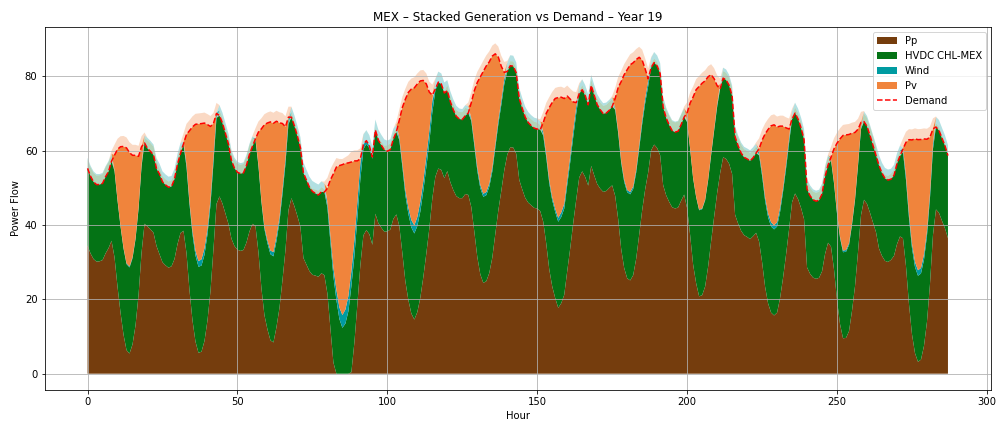 MEX – Stacked Generation vs Demand – Year 19
Pp
HVDC CHL-MEX
Wind
Pv
Demand
Power Flow
80
60
40
20
0
0 50 100 150 200 250 300
Hour